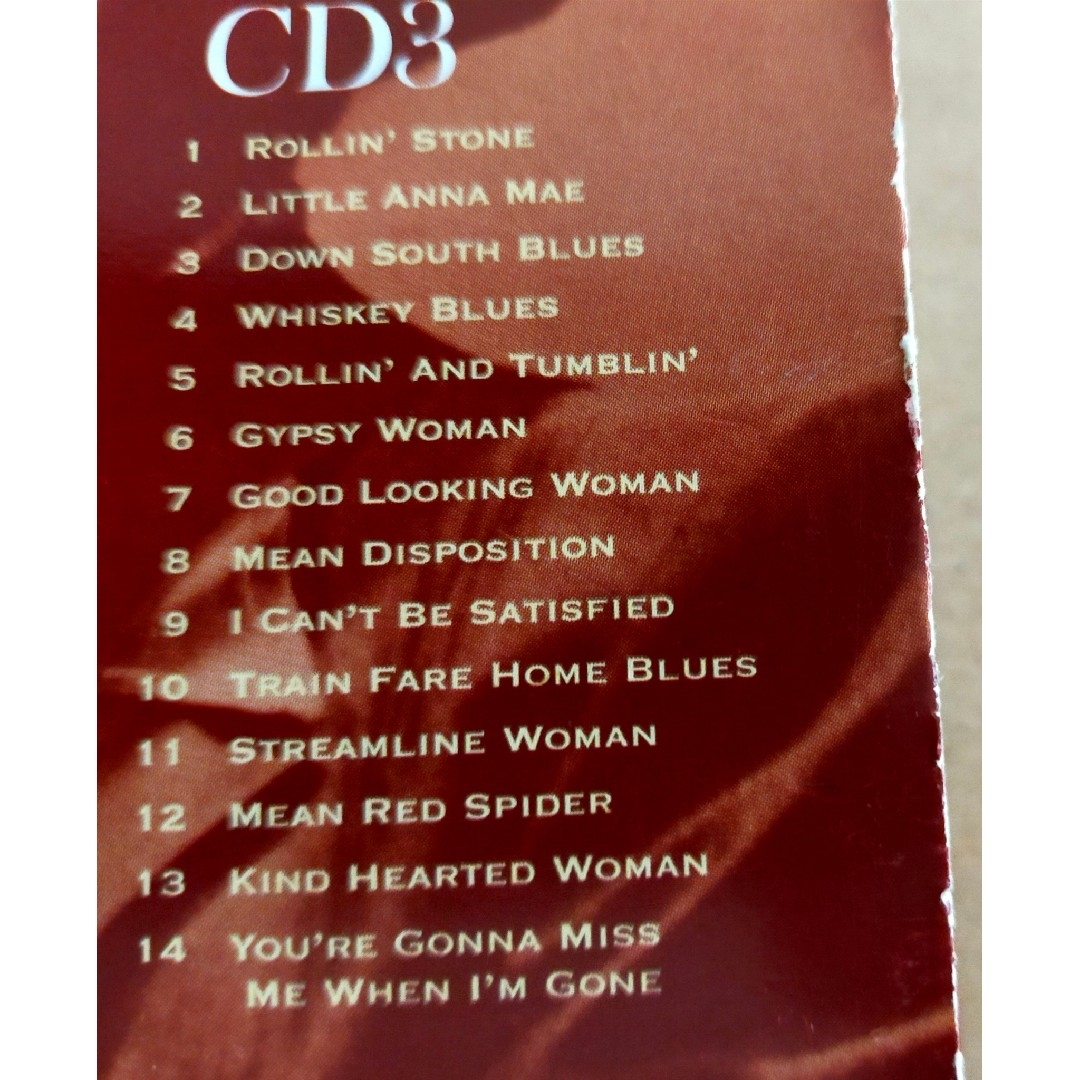 CD3
1 ROLLIN' STONE
2 LITTLE ANNA MAE
3 DOWN SOUTH BLUES
4 WHISKEY BLUES
5 ROLLIN' AND TUMBLIN'
6 GYPSY WOMAN
7 GOOD LOOKING WOMAN
8 MEAN DISPOSITION
9 I CAN'T BE SATISFIED
10 TRAIN FARE HOME BLUES
11 STREAMLINE WOMAN
12 MEAN RED SPIDER
13 KIND HEARTED WOMAN
14 YOU'RE GONNA MISS
ME WHEN I'M GONE